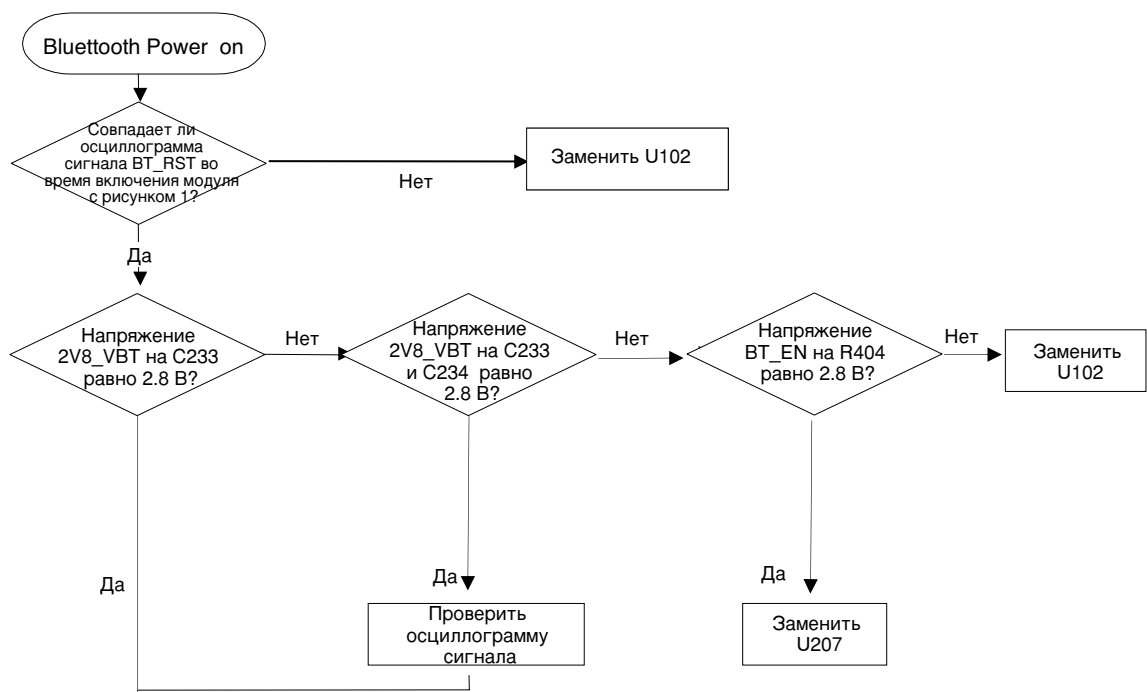 Bluettooth Power on
Совпадает ли
осциллограмма
сигнала BT_RST во
время включения модуля
с рисунком 1?
Нет
Заменить U102
Да
Напряжение
2V8_VBT на C233
равно 2.8 В?
Нет
Напряжение
2V8_VBT на C233
и C234 равно
2.8 В?
Нет
Напряжение
BT_EN на R404
равно 2.8 В?
Нет
Заменить
U102
Да
Да
Проверить
осциллограмму
сигнала
Да
Заменить
U207